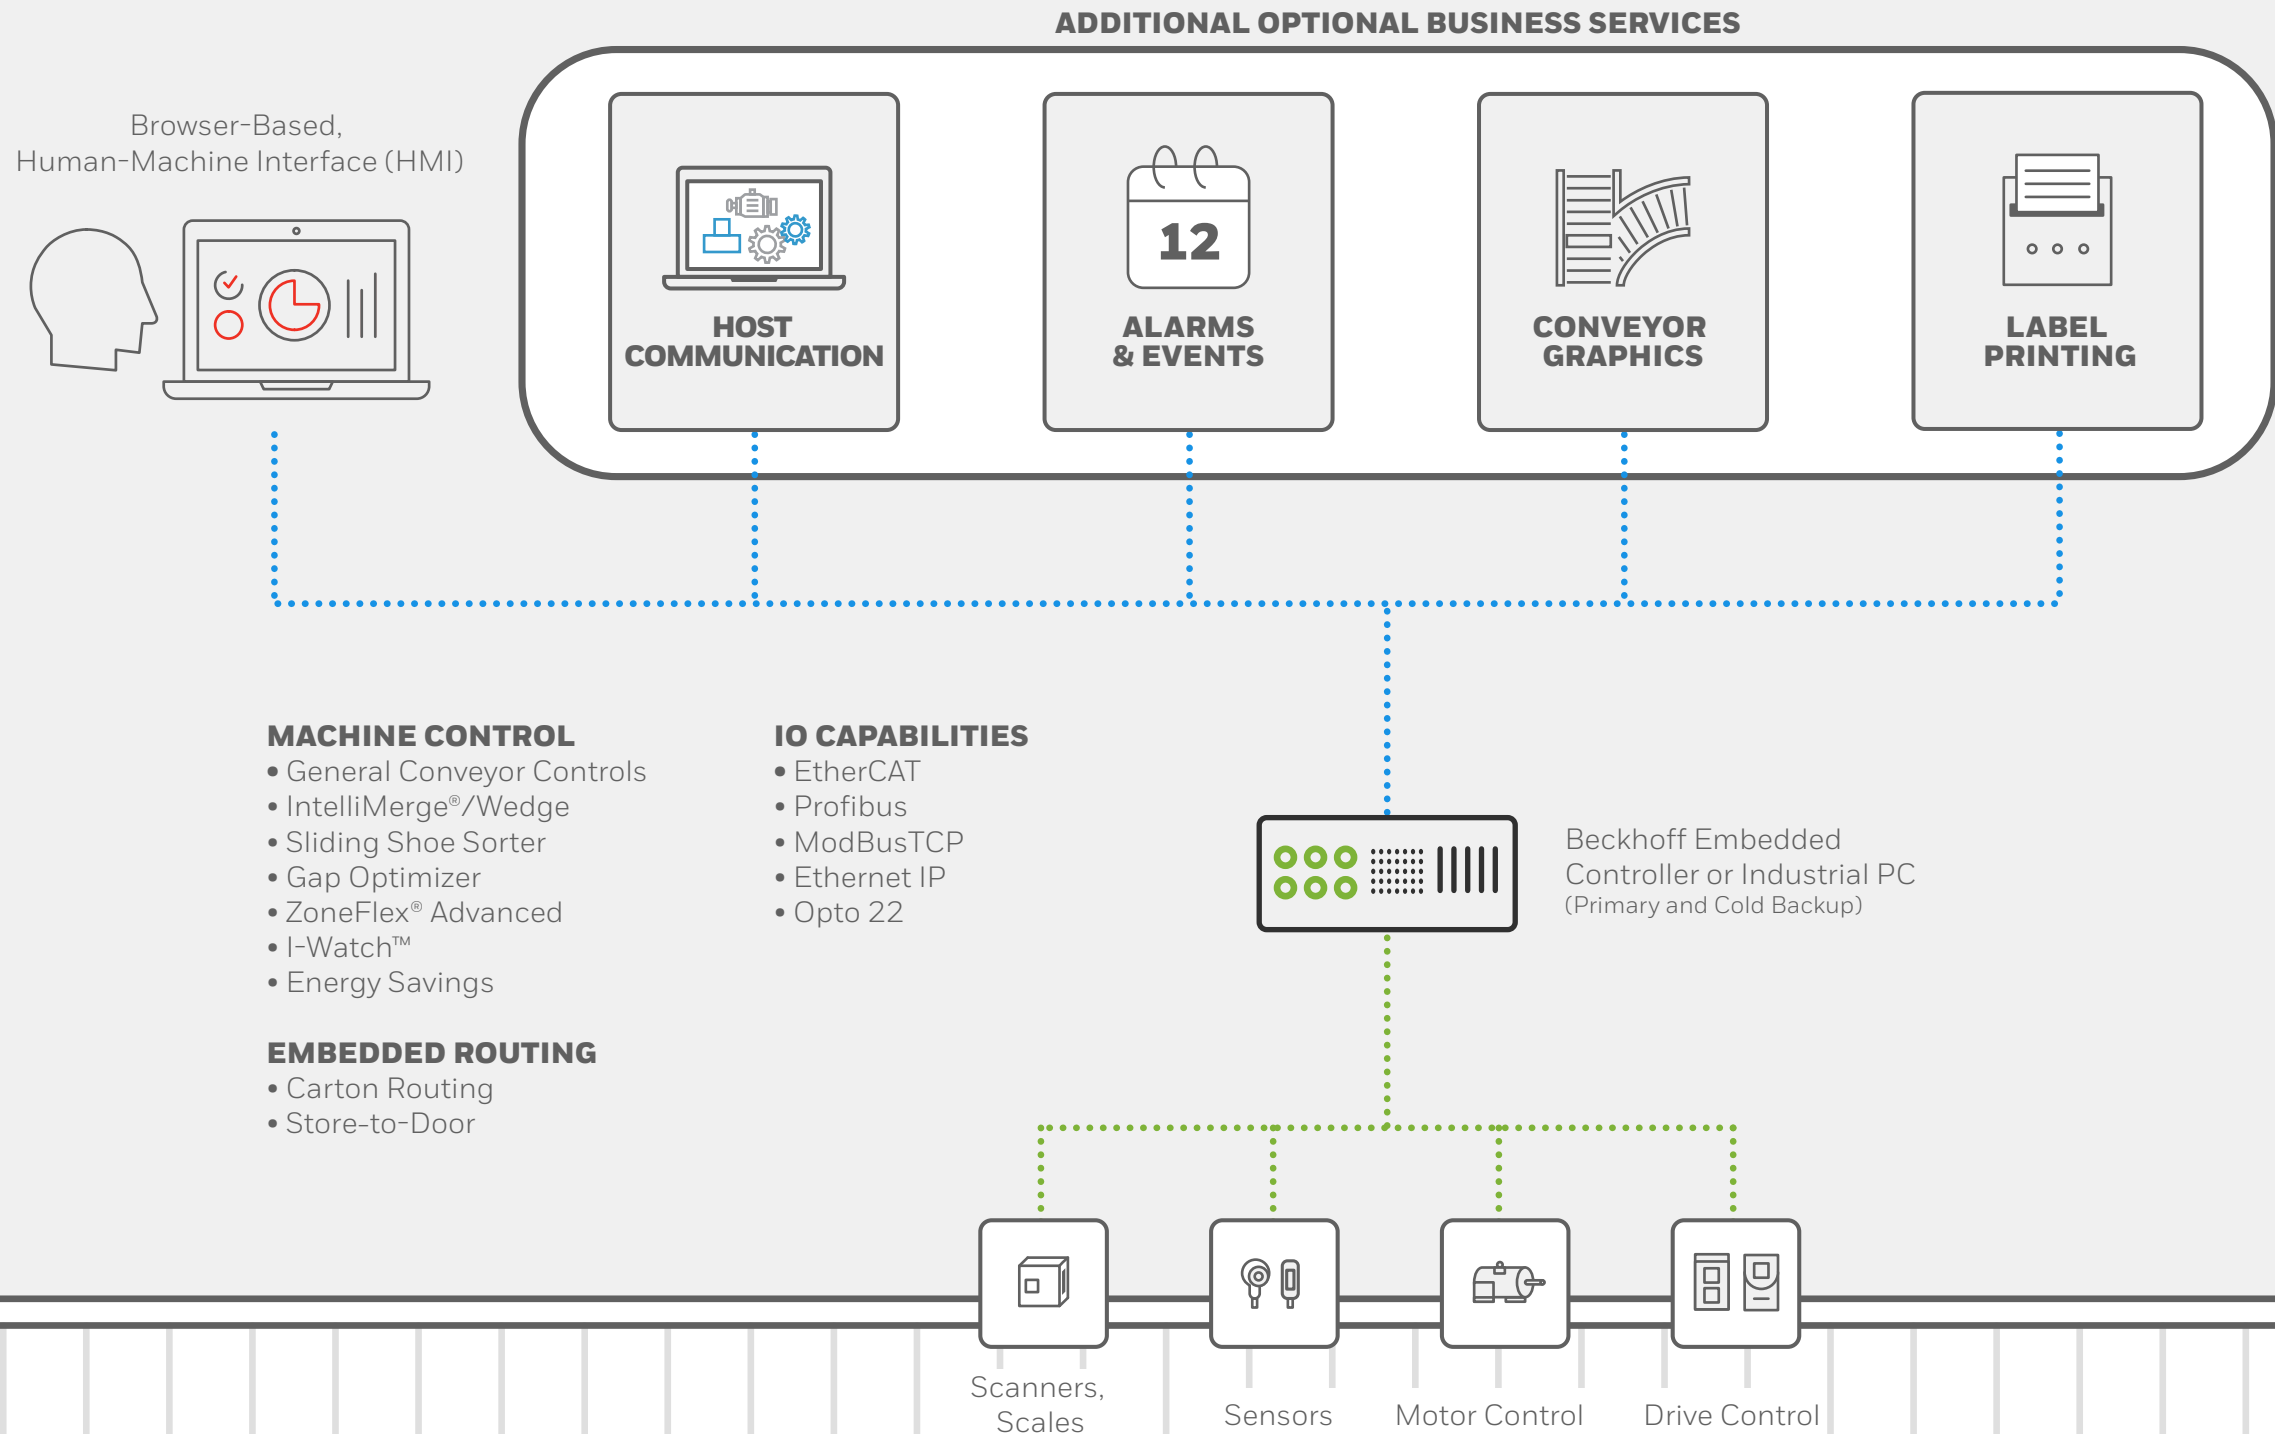 ADDITIONAL OPTIONAL BUSINESS SERVICES
Browser-Based,
Human-Machine Interface (HMI)
HOST
COMMUNICATION
12
ALARMS
& EVENTS
CONVEYOR
GRAPHICS
LABEL
PRINTING
MACHINE CONTROL
• General Conveyor Controls
• IntelliMerge®/Wedge
• Sliding Shoe Sorter
• Gap Optimizer
• ZoneFlex® Advanced
• I-Watch™
• Energy Savings
EMBEDDED ROUTING
• Carton Routing
• Store-to-Door
IO CAPABILITIES
• EtherCAT
• Profibus
• ModBusTCP
• Ethernet IP
• Opto 22
Beckhoff Embedded
Controller or Industrial PC
(Primary and Cold Backup)
Scanners,
Scales
Sensors
Motor Control
Drive Control